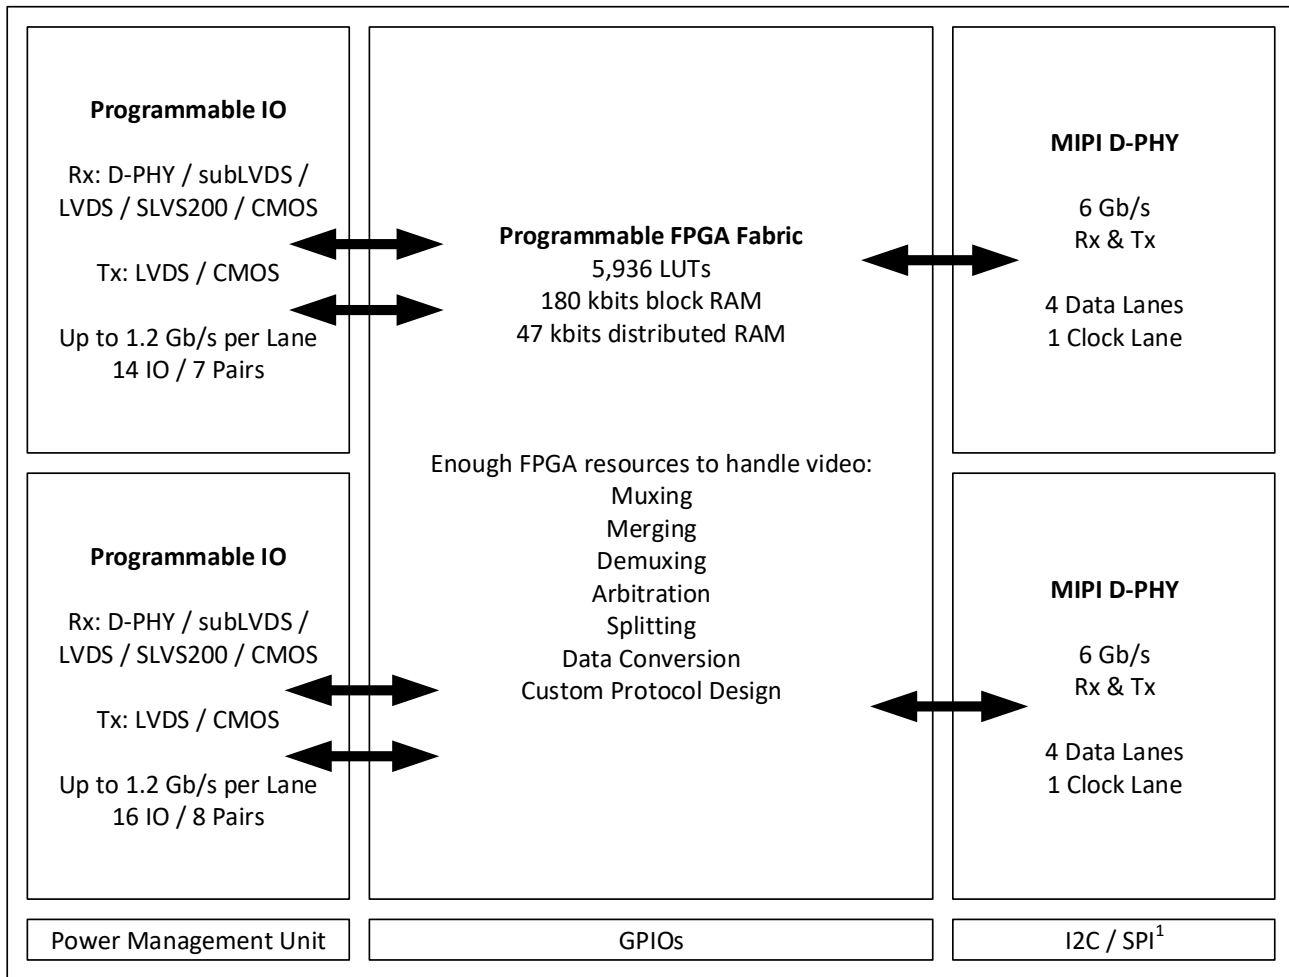 Programmable IO
Rx: D-PHY / subLVDS /
LVDS / SLVS200 / CMOS
Tx: LVDS / CMOS
Up to 1.2 Gb/s per Lane
14 IO / 7 Pairs
Programmable FPGA Fabric
5,936 LUTs
180 kbits block RAM
47 kbits distributed RAM
Enough FPGA resources to handle video:
Muxing
Merging
Demuxing
Arbitration
Splitting
Data Conversion
Custom Protocol Design
MIPI D-PHY
6 Gb/s
Rx & Tx
4 Data Lanes
1 Clock Lane
Programmable IO
Rx: D-PHY / subLVDS /
LVDS / SLVS200 / CMOS
Tx: LVDS / CMOS
Up to 1.2 Gb/s per Lane
16 IO / 8 Pairs
MIPI D-PHY
6 Gb/s
Rx & Tx
4 Data Lanes
1 Clock Lane
Power Management Unit
GPIOs
I2C / SPI¹